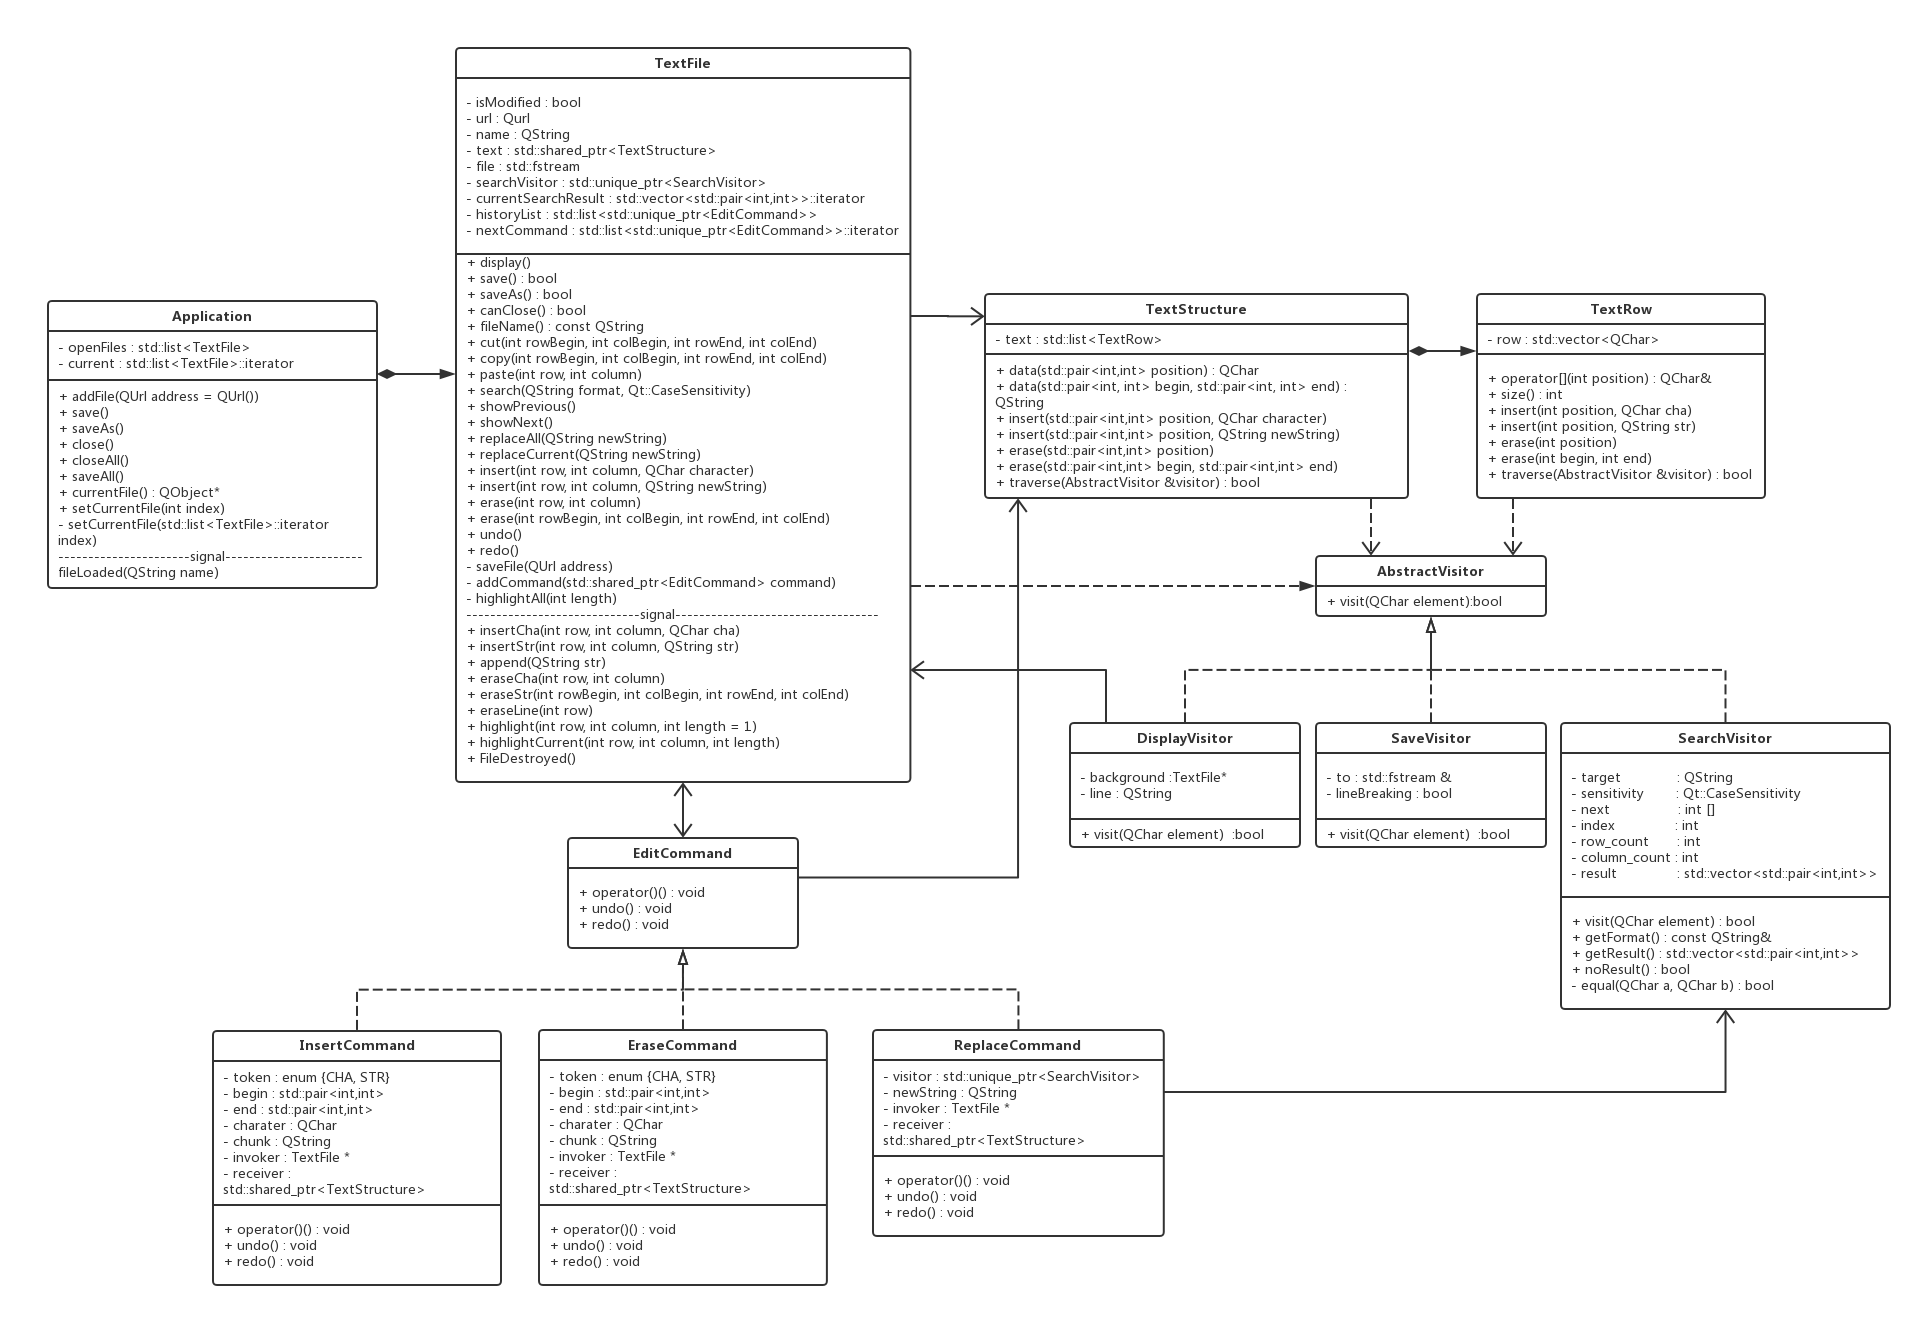 TextFile
- isModified : bool
- url : Qurl
- name : QString
- text : std::shared_ptr<TextStructure>
- file : std::fstream
- searchVisitor : std::unique_ptr<SearchVisitor>
- currentSearchResult : std::vector<std::pair<int,int>>::iterator
- historyList : std::list<std::unique_ptr<EditCommand>>
- nextCommand : std::list<std::unique_ptr<EditCommand>>::iterator
+ display()
+ save() : bool
+ saveAs() : bool
+ canClose() : bool
+ fileName() : const QString
+ cut(int rowBegin, int colBegin, int rowEnd, int colEnd)
+ copy(int rowBegin, int colBegin, int rowEnd, int colEnd)
+ paste(int row, int column)
+ search(QString format, Qt::CaseSensitivity)
+ showPrevious()
+ showNext()
+ replaceAll(QString newString)
+ replaceCurrent(QString newString)
+ insert(int row, int column, QChar character)
+ insert(int row, int column, QString newString)
+ erase(int row, int column)
+ erase(int rowBegin, int colBegin, int rowEnd, int colEnd)
+ undo()
+ redo()
- saveFile(QUrl address)
- addCommand(std::shared_ptr<EditCommand> command)
- highlightAll(int length)
-----------------------------signal----------------------------------
+ insertCha(int row, int column, QChar cha)
+ insertStr(int row, int column, QString str)
+ append(QString str)
+ eraseCha(int row, int column)
+ eraseStr(int rowBegin, int colBegin, int rowEnd, int colEnd)
+ eraseLine(int row)
+ highlight(int row, int column, int length = 1)
+ highlightCurrent(int row, int column, int length)
+ FileDestroyed()
Application
- openFiles : std::list<TextFile>
- current : std::list<TextFile>::iterator
+ addFile(QUrl address = QUrl())
+ save()
+ saveAs()
+ close()
+ closeAll()
+ saveAll()
+ currentFile() : QObject*
+ setCurrentFile(int index)
- setCurrentFile(std::list<TextFile>::iterator
index)
----------------------signal-----------------------
fileLoaded(QString name)
TextStructure
- text : std::list<TextRow>
+ data(std::pair<int,int> position) : QChar
+ data(std::pair<int, int> begin, std::pair<int, int> end) :
QString
+ insert(std::pair<int,int> position, QChar character)
+ insert(std::pair<int,int> position, QString newString)
+ erase(std::pair<int,int> position)
+ erase(std::pair<int,int> begin, std::pair<int,int> end)
+ traverse(AbstractVisitor &visitor) : bool
TextRow
- row : std::vector<QChar>
+ operator[](int position) : QChar&
+ size() : int
+ insert(int position, QChar cha)
+ insert(int position, QString str)
+ erase(int position)
+ erase(int begin, int end)
+ traverse(AbstractVisitor &visitor) : bool
AbstractVisitor
+ visit(QChar element):bool
DisplayVisitor
- background :TextFile*
- line : QString
+ visit(QChar element)  :bool
SaveVisitor
- to : std::fstream &
- lineBreaking : bool
+ visit(QChar element)  :bool
SearchVisitor
- target : QString
- sensitivity : Qt::CaseSensitivity
- next : int []
- index : int
- row_count : int
- column_count : int
- result : std::vector<std::pair<int,int>>
+ visit(QChar element) : bool
+ getFormat() : const QString&
+ getResult() : std::vector<std::pair<int,int>>
+ noResult() : bool
- equal(QChar a, QChar b) : bool
EditCommand
+ operator()() : void
+ undo() : void
+ redo() : void
InsertCommand
- token : enum {CHA, STR}
- begin : std::pair<int,int>
- end : std::pair<int,int>
- charater : QChar
- chunk : QString
- invoker : TextFile *
- receiver :
std::shared_ptr<TextStructure>
+ operator()() : void
+ undo() : void
+ redo() : void
EraseCommand
- token : enum {CHA, STR}
- begin : std::pair<int,int>
- end : std::pair<int,int>
- charater : QChar
- chunk : QString
- invoker : TextFile *
- receiver :
std::shared_ptr<TextStructure>
+ operator()() : void
+ undo() : void
+ redo() : void
ReplaceCommand
- visitor : std::unique_ptr<SearchVisitor>
- newString : QString
- invoker : TextFile *
- receiver :
std::shared_ptr<TextStructure>
+ operator()() : void
+ undo() : void
+ redo() : void